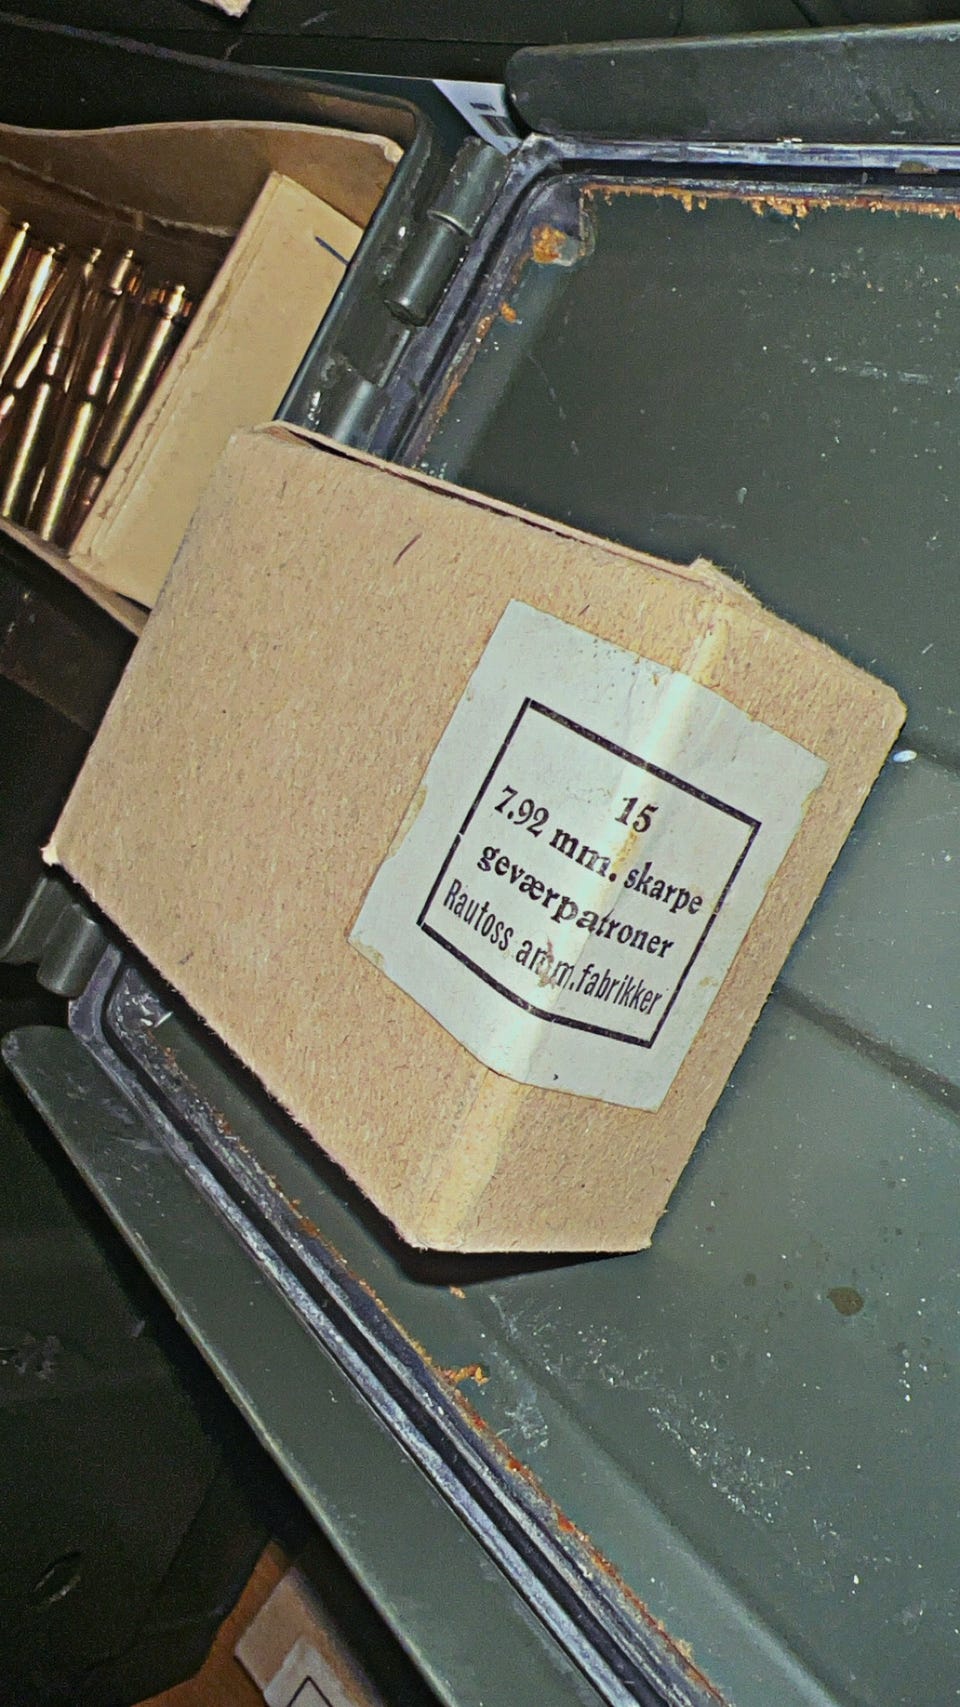 15
7.92 mm. skarpe
geværpatroner
Raufoss amm.fabrikker